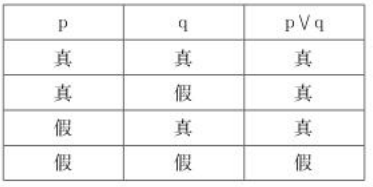 p q p∨q
真 真 真
真 假 真
假 真 真
假 假 假